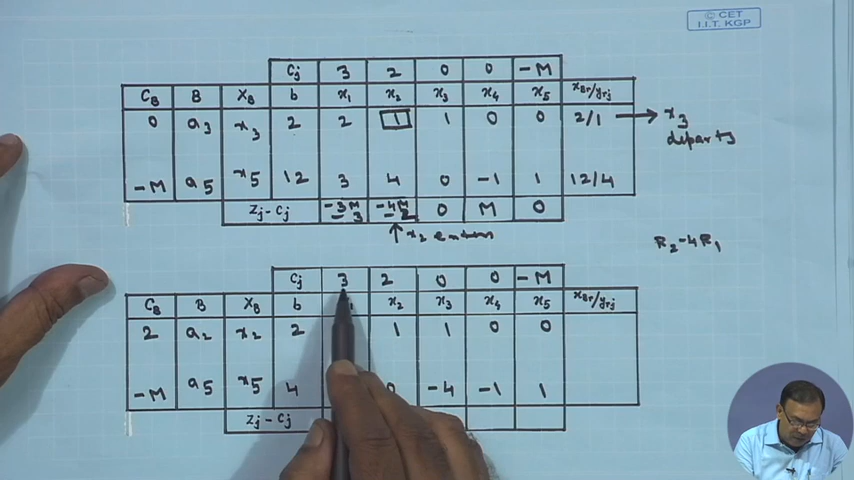 © CET
I.I.T. KGP
Cj 3 2 0 0 -M
CB B XB b x1 x2 x3 x4 x5 xBr/yrj
0 a3 x3 2 2 1 1 0 0 2/1 → x3
departs
-M a5 x5 12 3 4 0 -1 1 12/4
Zj - Cj -3M - 3 -4M - 2 0 M 0
↑ x2 enters
R2-4R1
Cj 3 2 0 0 -M
CB B XB b x2 x3 x4 x5 xBr/yrj
2 a2 x2 2 1 1 0 0
-M a5 x5 4 0 -4 -1 1
Zj - Cj